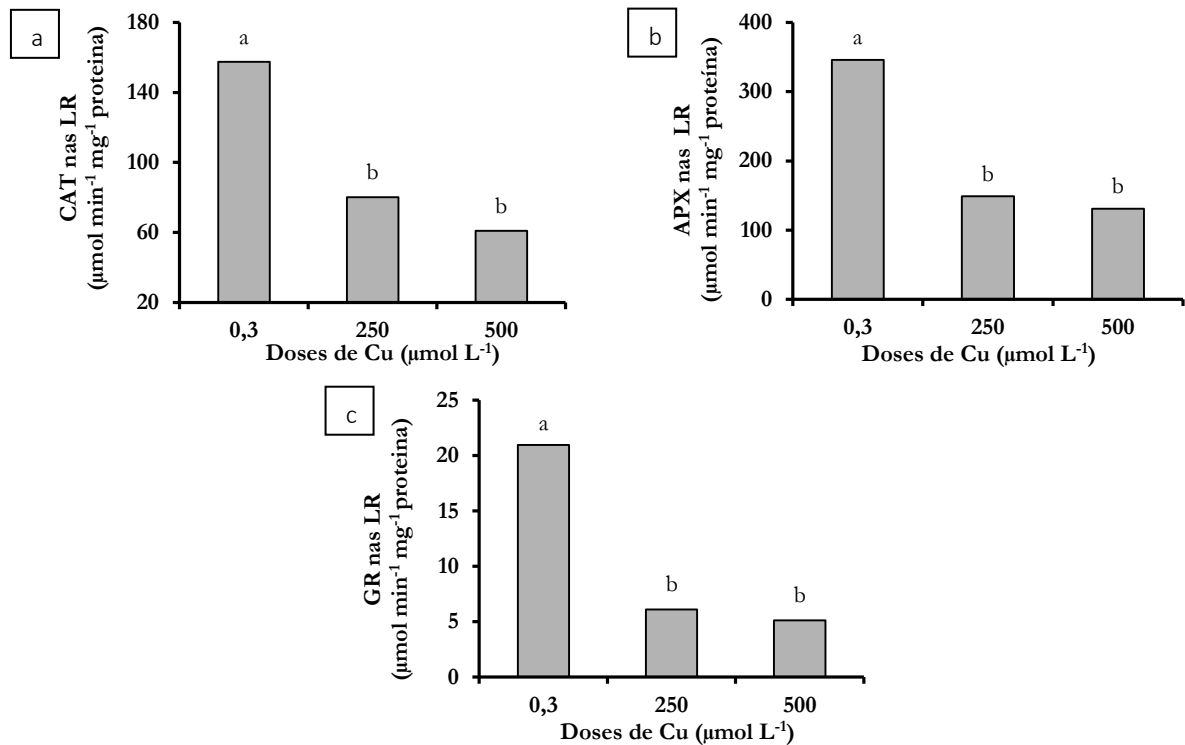 a
CAT nas LR
(µmol min-1 mg-1 proteina)
180
140
100
60
20
a
b
b
0,3 250 500
Doses de Cu (µmol L-1)
b
APX nas LR
(µmol min-1 mg-1 proteína)
400
300
200
100
0
a
b
b
0,3 250 500
Doses de Cu (µmol L-1)
c
GR nas LR
(µmol min-1 mg-1 proteina)
25
20
15
10
5
0
a
b
b
0,3 250 500
Doses de Cu (µmol L-1)